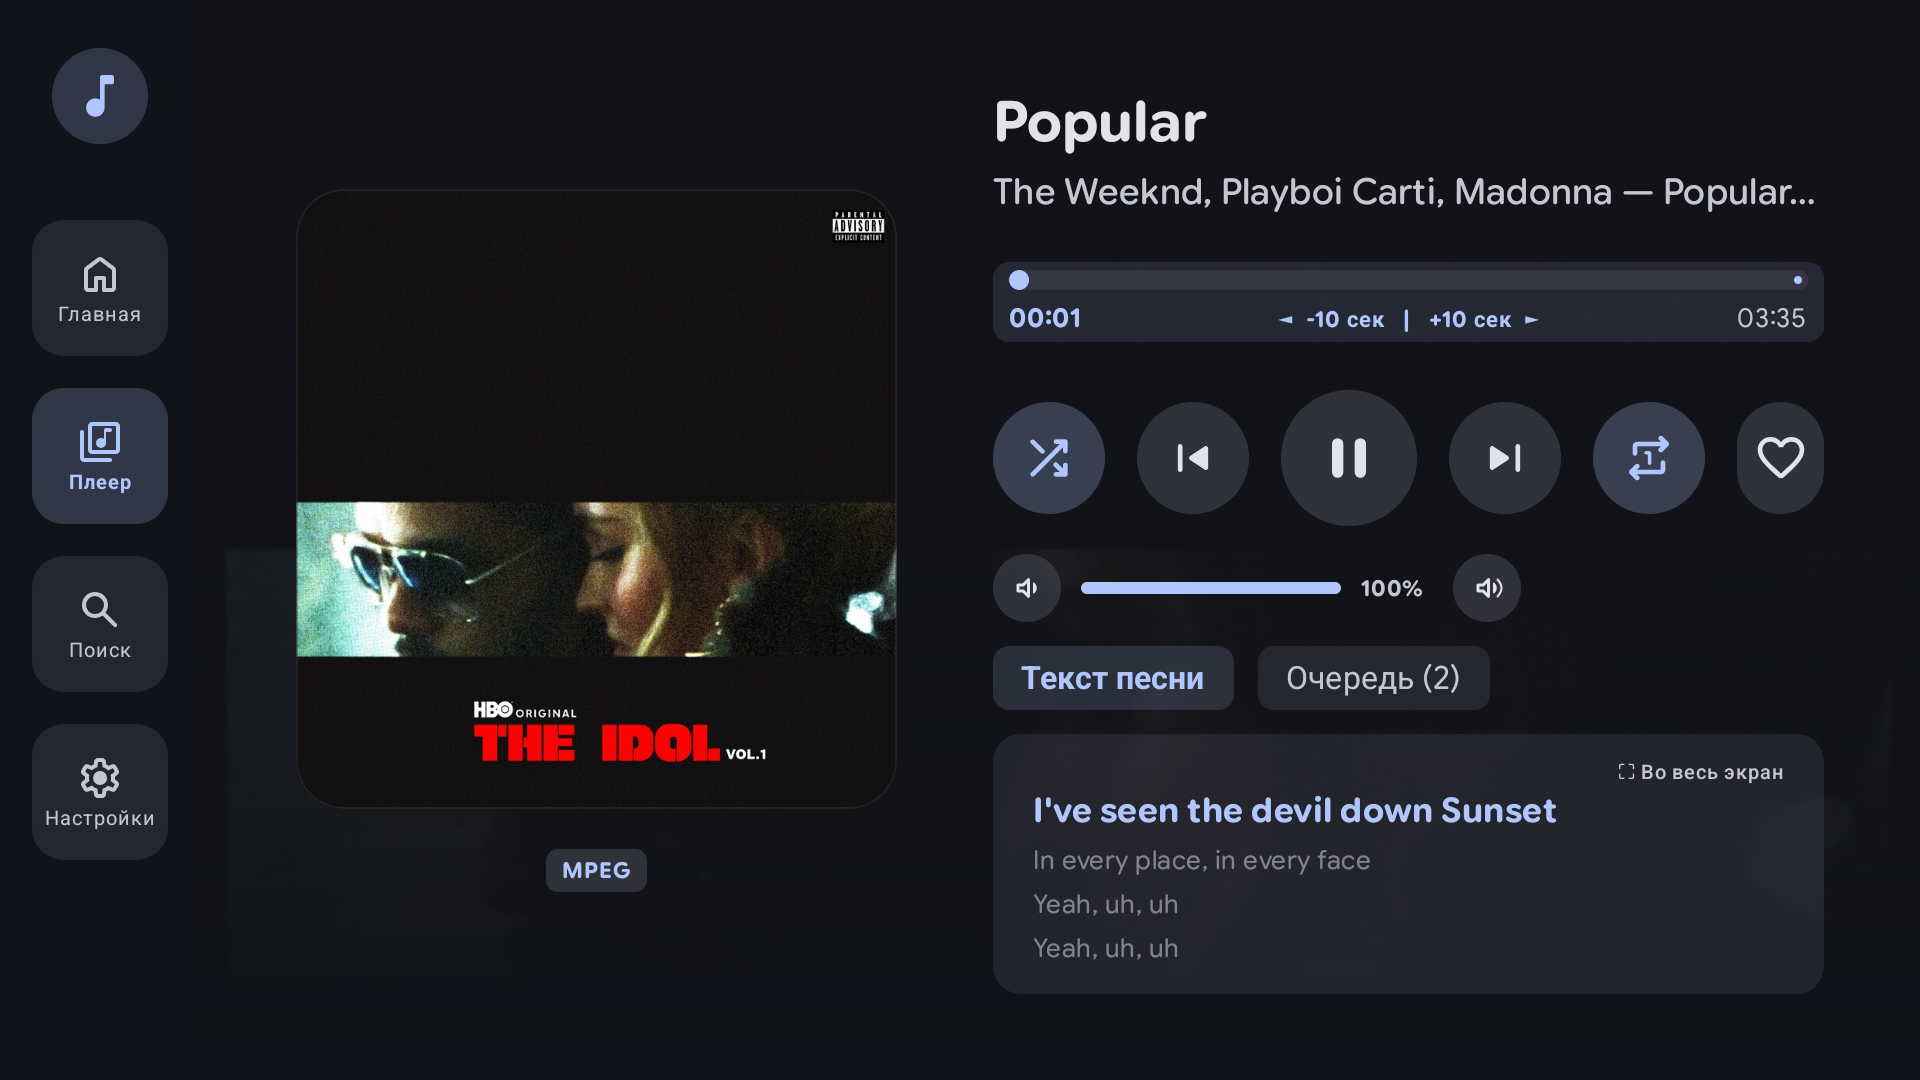 Главная
Плеер
Поиск
Настройки
PARENTAL
ADVISORY
EXPLICIT CONTENT
HBO ORIGINAL
THE IDOL VOL.1
MPEG
Popular
The Weeknd, Playboi Carti, Madonna — Popular...
00:01 ◄ -10 сек | +10 сек ► 03:35
1
100%
Текст песни Очередь (2)
Во весь экран
I've seen the devil down Sunset
In every place, in every face
Yeah, uh, uh
Yeah, uh, uh